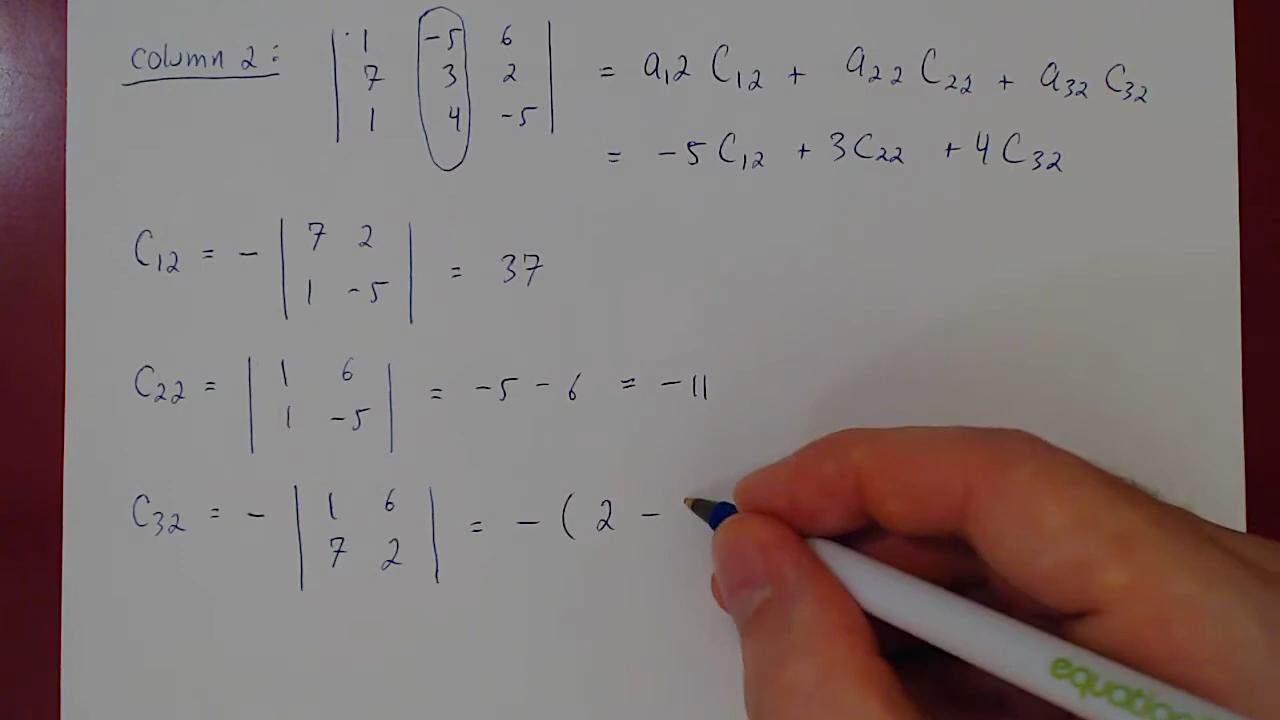 column 2: | 1 -5 6 | = a12 C12 + a22 C22 + a32 C32
| 7 3 2 |
| 1 4 -5 |
= -5 C12 + 3C22 + 4 C32
C12 = - | 7 2 | = 37
| 1 -5 |
C22 = | 1 6 | = -5 - 6 = -11
| 1 -5 |
C32 = - | 1 6 | = - ( 2 -
| 7 2 |